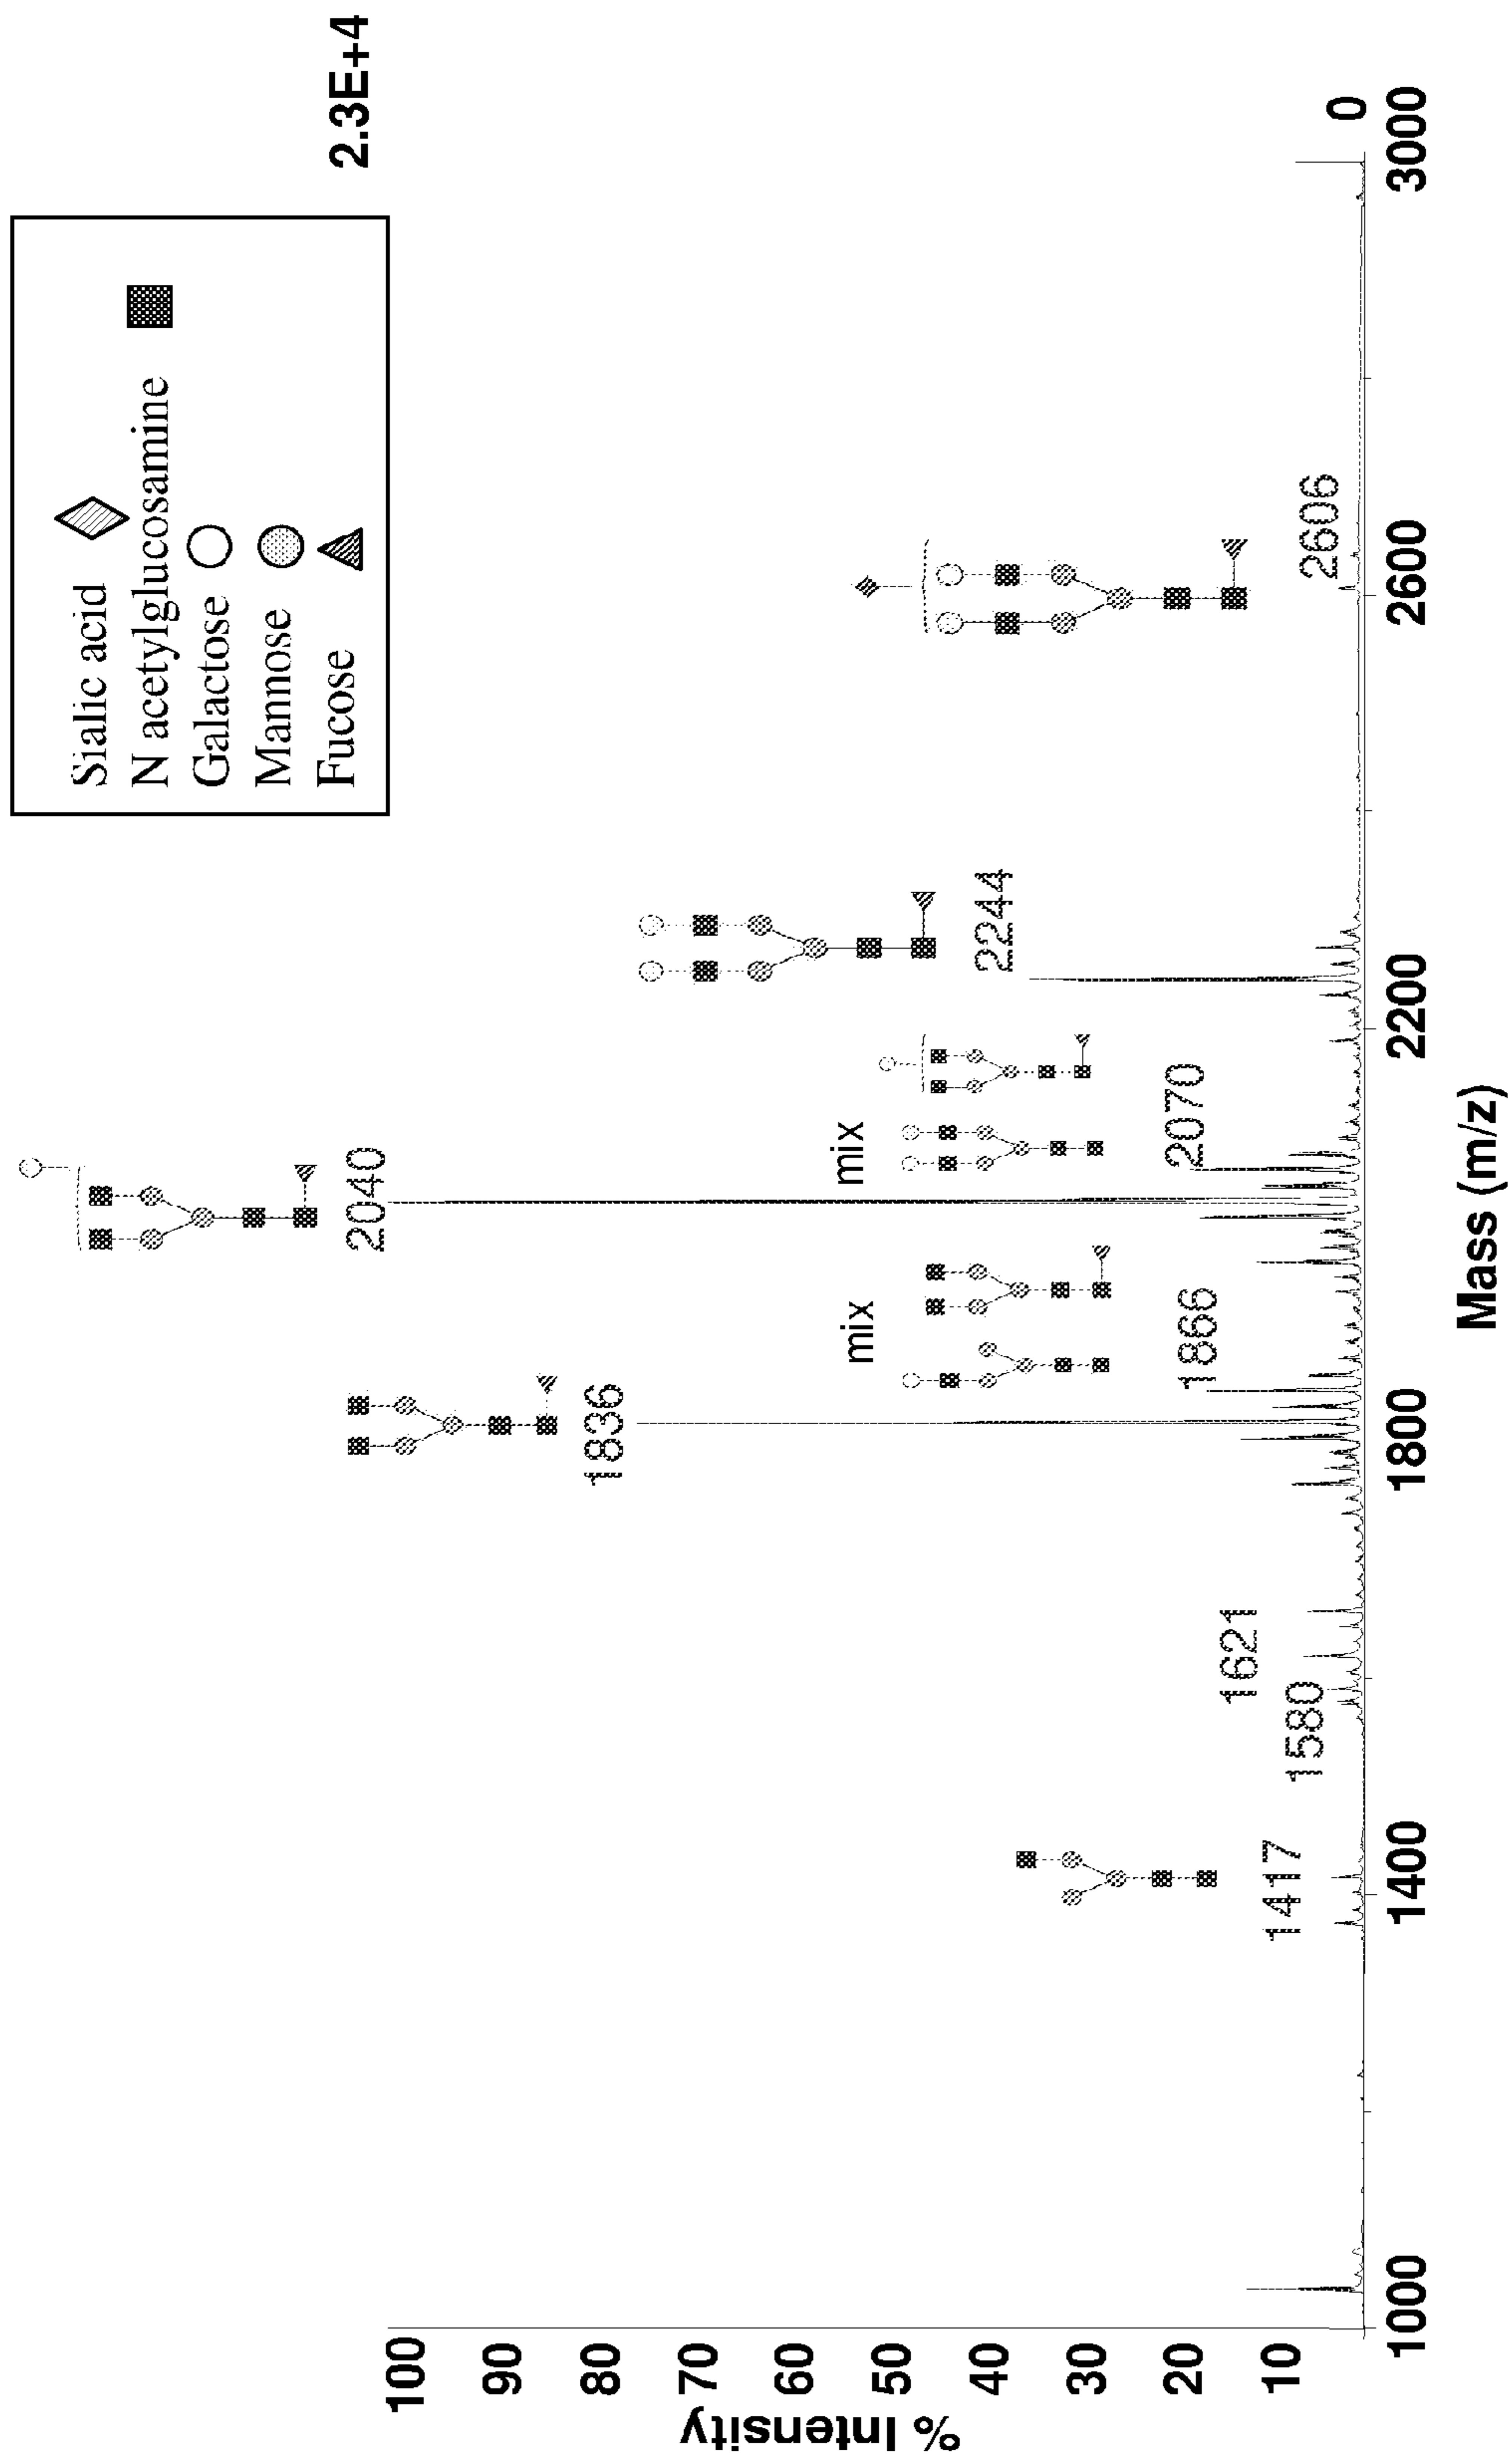 Sialic acid
N acetylglucosamine
Galactose
Mannose
Fucose
2.3E+4
2040
1836
2244
mix
mix
1866
2070
2606
1417
1580
1621
% Intensity
100
90
80
70
60
50
40
30
20
10
0
1000
1400
1800
2200
2600
3000
Mass (m/z)